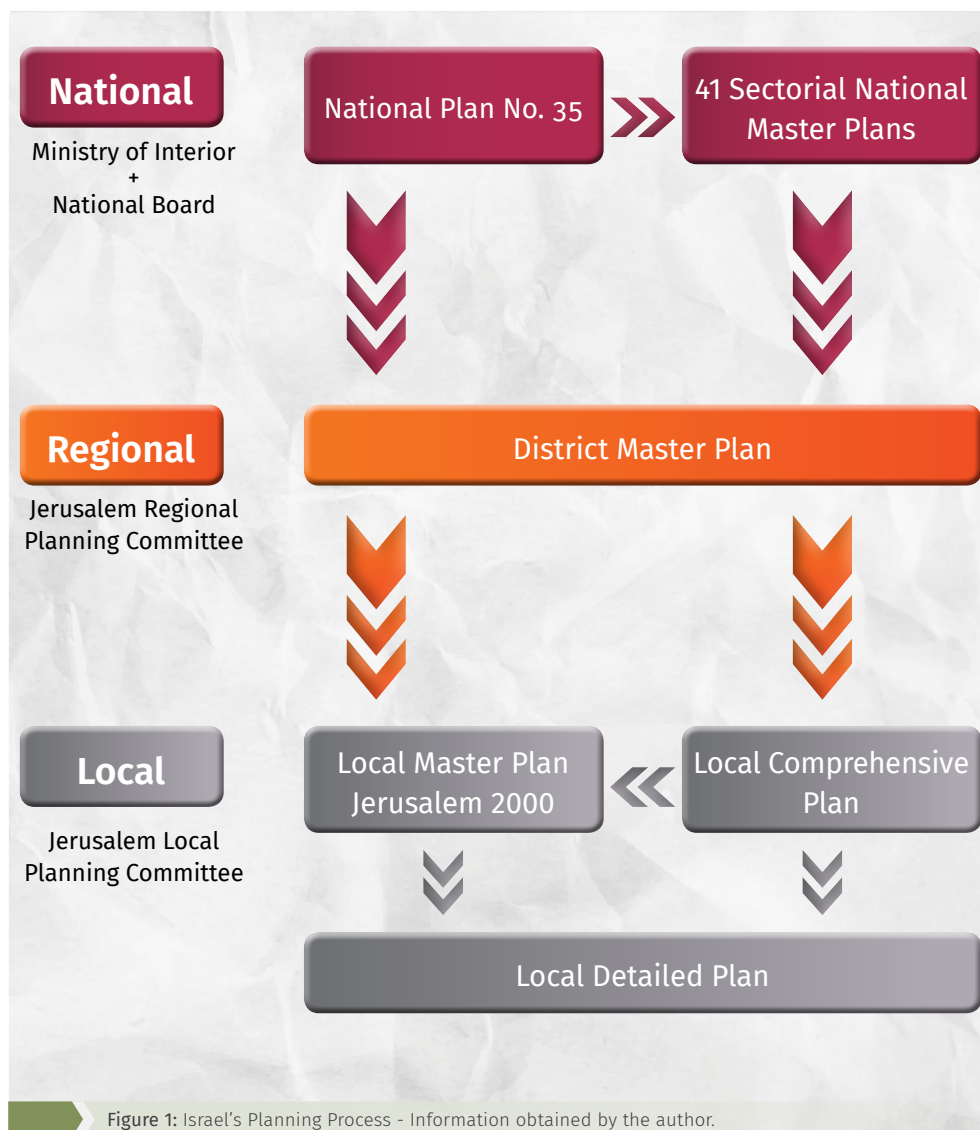 National
Ministry of Interior
+
National Board
National Plan No. 35
41 Sectorial National
Master Plans
Regional
Jerusalem Regional
Planning Committee
District Master Plan
Local
Jerusalem Local
Planning Committee
Local Master Plan
Jerusalem 2000
Local Comprehensive
Plan
Local Detailed Plan
Figure 1: Israel's Planning Process - Information obtained by the author.